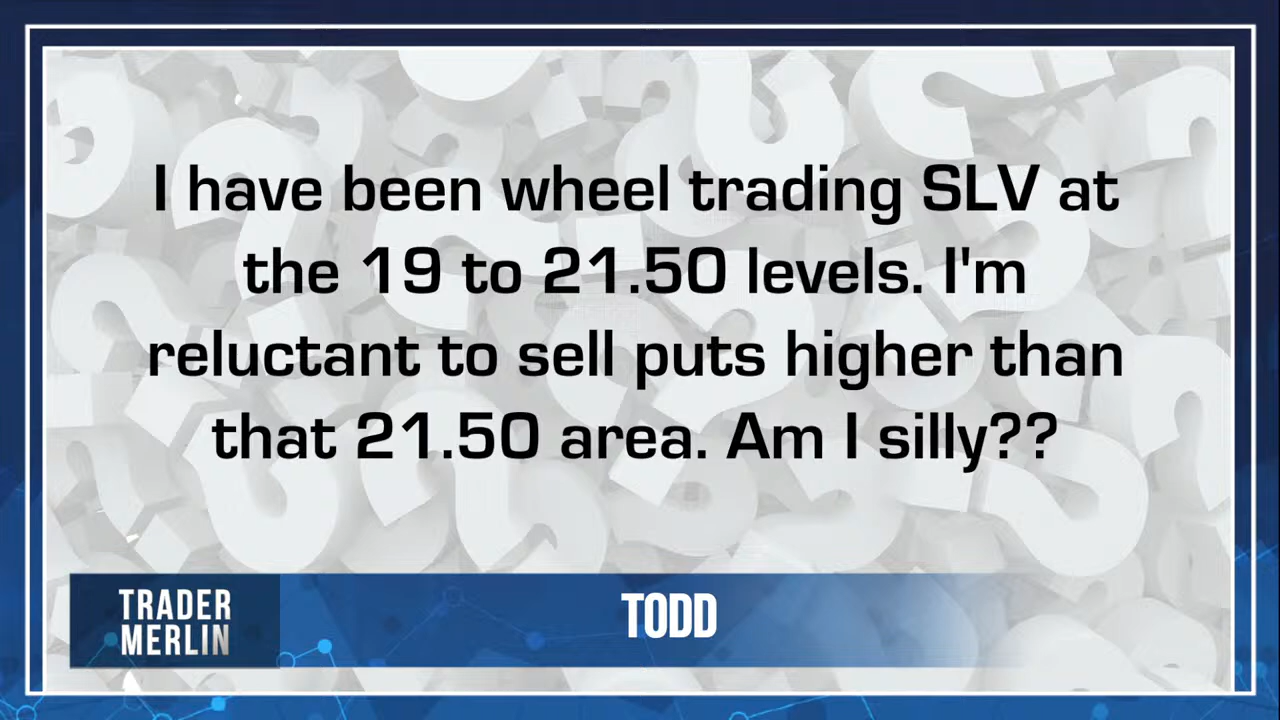 I have been wheel trading SLV at
the 19 to 21.50 levels. I'm
reluctant to sell puts higher than
that 21.50 area. Am I silly??
TRADER
MERLIN
TODD